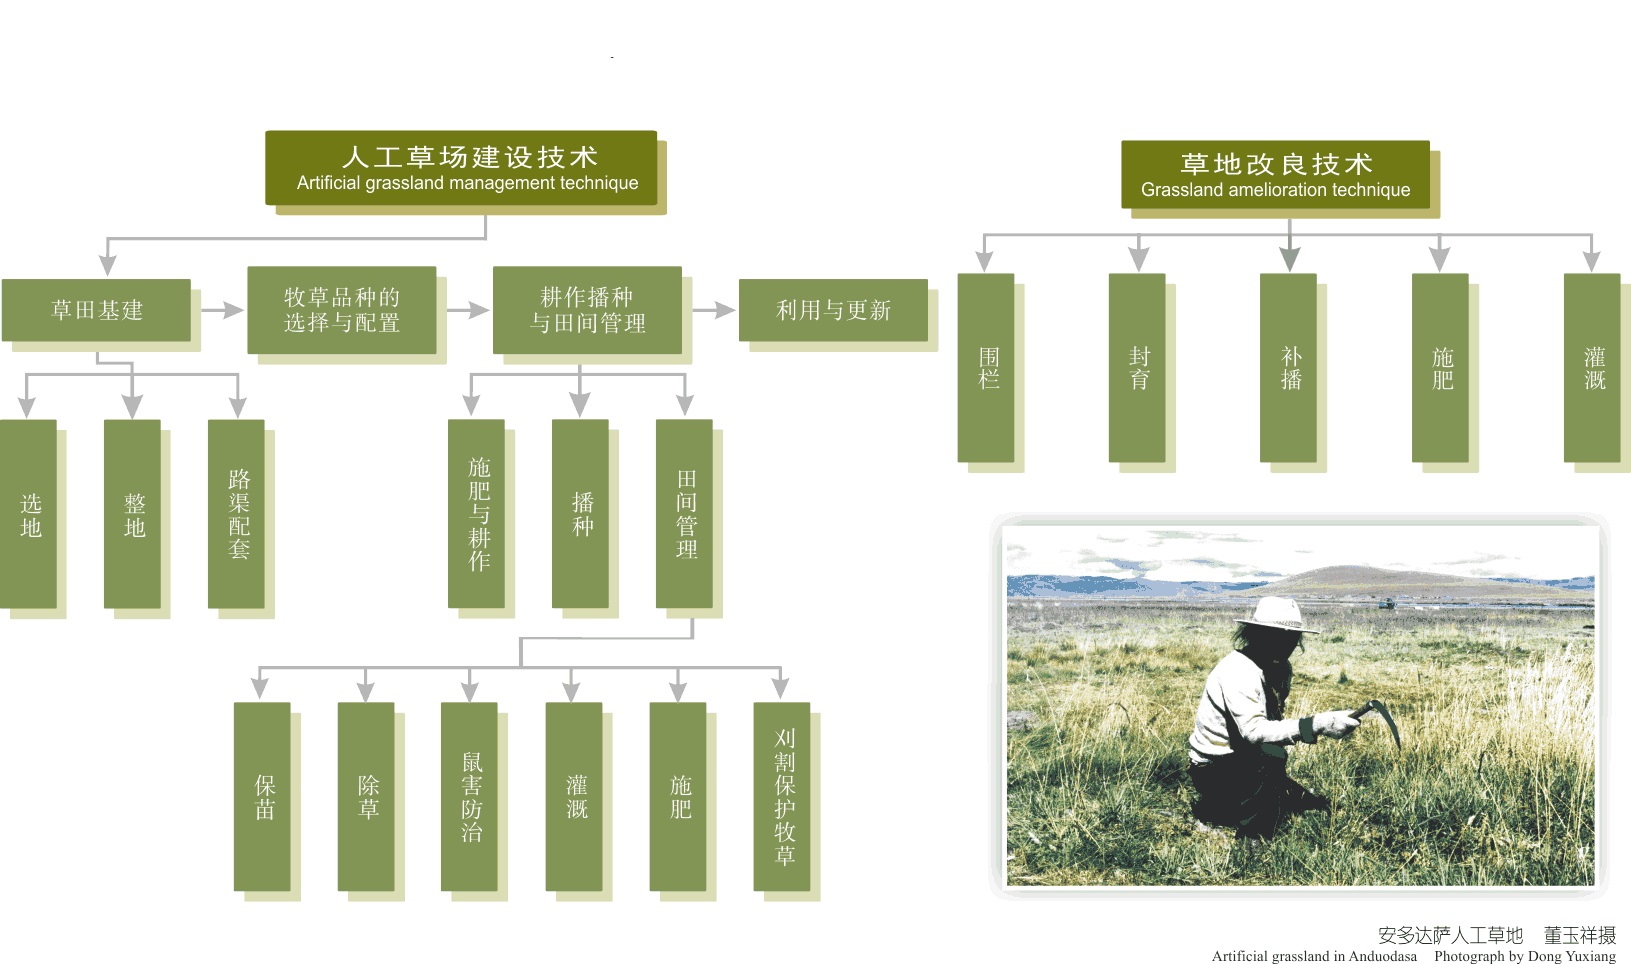 人工草场建设技术
Artificial grassland management technique
草田基建
牧草品种的
选择与配置
耕作播种
与田间管理
利用与更新
选地
整地
路渠配套
施肥与耕作
播种
田间管理
保苗
除草
鼠害防治
灌溉
施肥
刈割保护牧草
草地改良技术
Grassland amelioration technique
围栏
封育
补播
施肥
灌溉
安多达萨人工草地 董玉祥摄
Artificial grassland in Anduodasa Photograph by Dong Yuxiang